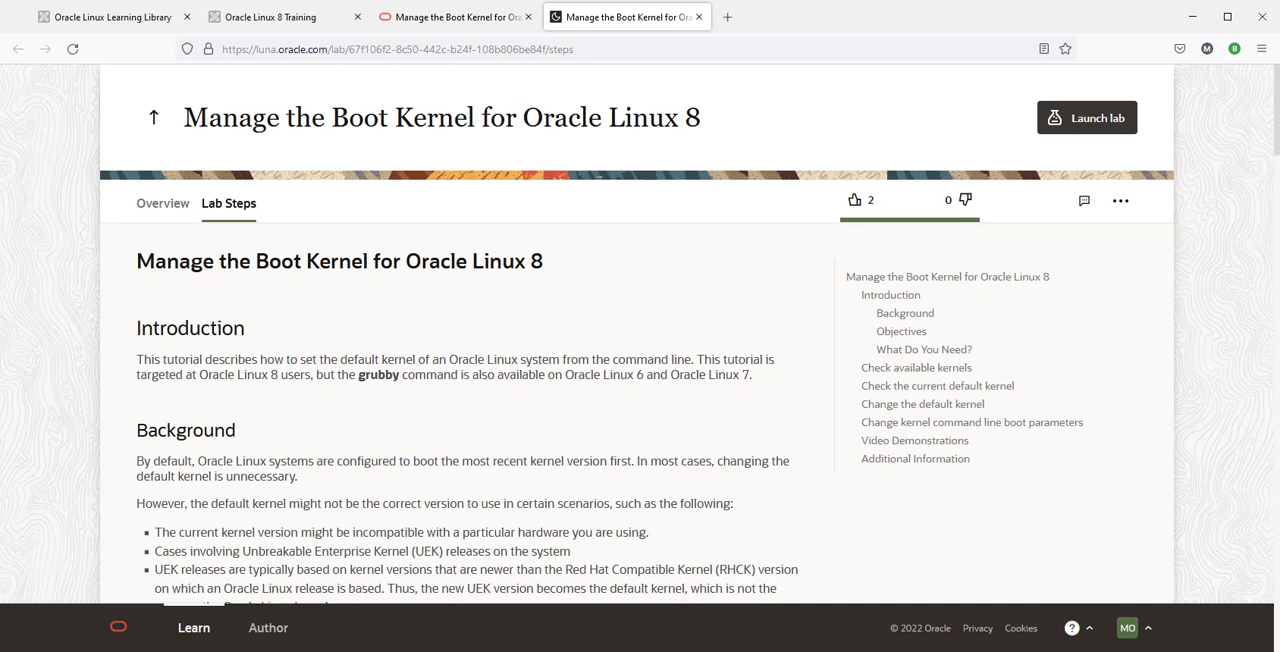 Oracle Linux Learning Library
Oracle Linux 8 Training
Manage the Boot Kernel for Or
Manage the Boot Kernel for Ora
https://luna.oracle.com/lab/67f106f2-8c50-442c-b24f-108b806be84f/steps
M
B
Manage the Boot Kernel for Oracle Linux 8
Launch lab
Overview
Lab Steps
2
0
Manage the Boot Kernel for Oracle Linux 8
Introduction
This tutorial describes how to set the default kernel of an Oracle Linux system from the command line. This tutorial is
targeted at Oracle Linux 8 users, but the grubby command is also available on Oracle Linux 6 and Oracle Linux 7.
Background
By default, Oracle Linux systems are configured to boot the most recent kernel version first. In most cases, changing the
default kernel is unnecessary.
However, the default kernel might not be the correct version to use in certain scenarios, such as the following:
The current kernel version might be incompatible with a particular hardware you are using.
Cases involving Unbreakable Enterprise Kernel (UEK) releases on the system
UEK releases are typically based on kernel versions that are newer than the Red Hat Compatible Kernel (RHCK) version
on which an Oracle Linux release is based. Thus, the new UEK version becomes the default kernel, which is not the
Manage the Boot Kernel for Oracle Linux 8
Introduction
Background
Objectives
What Do You Need?
Check available kernels
Check the current default kernel
Change the default kernel
Change kernel command line boot parameters
Video Demonstrations
Additional Information
Learn
Author
© 2022 Oracle
Privacy
Cookies
?
MO